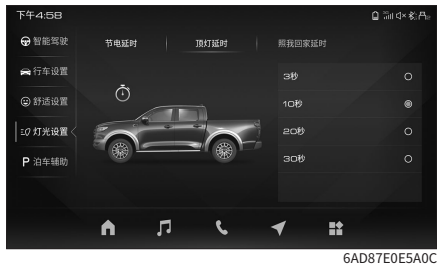 下午4:58
智能驾驶
节电延时 顶灯延时 照我回家延时
行车设置
3秒
舒适设置
10秒
灯光设置
20秒
P 泊车辅助
30秒
6AD87E0E5A0C